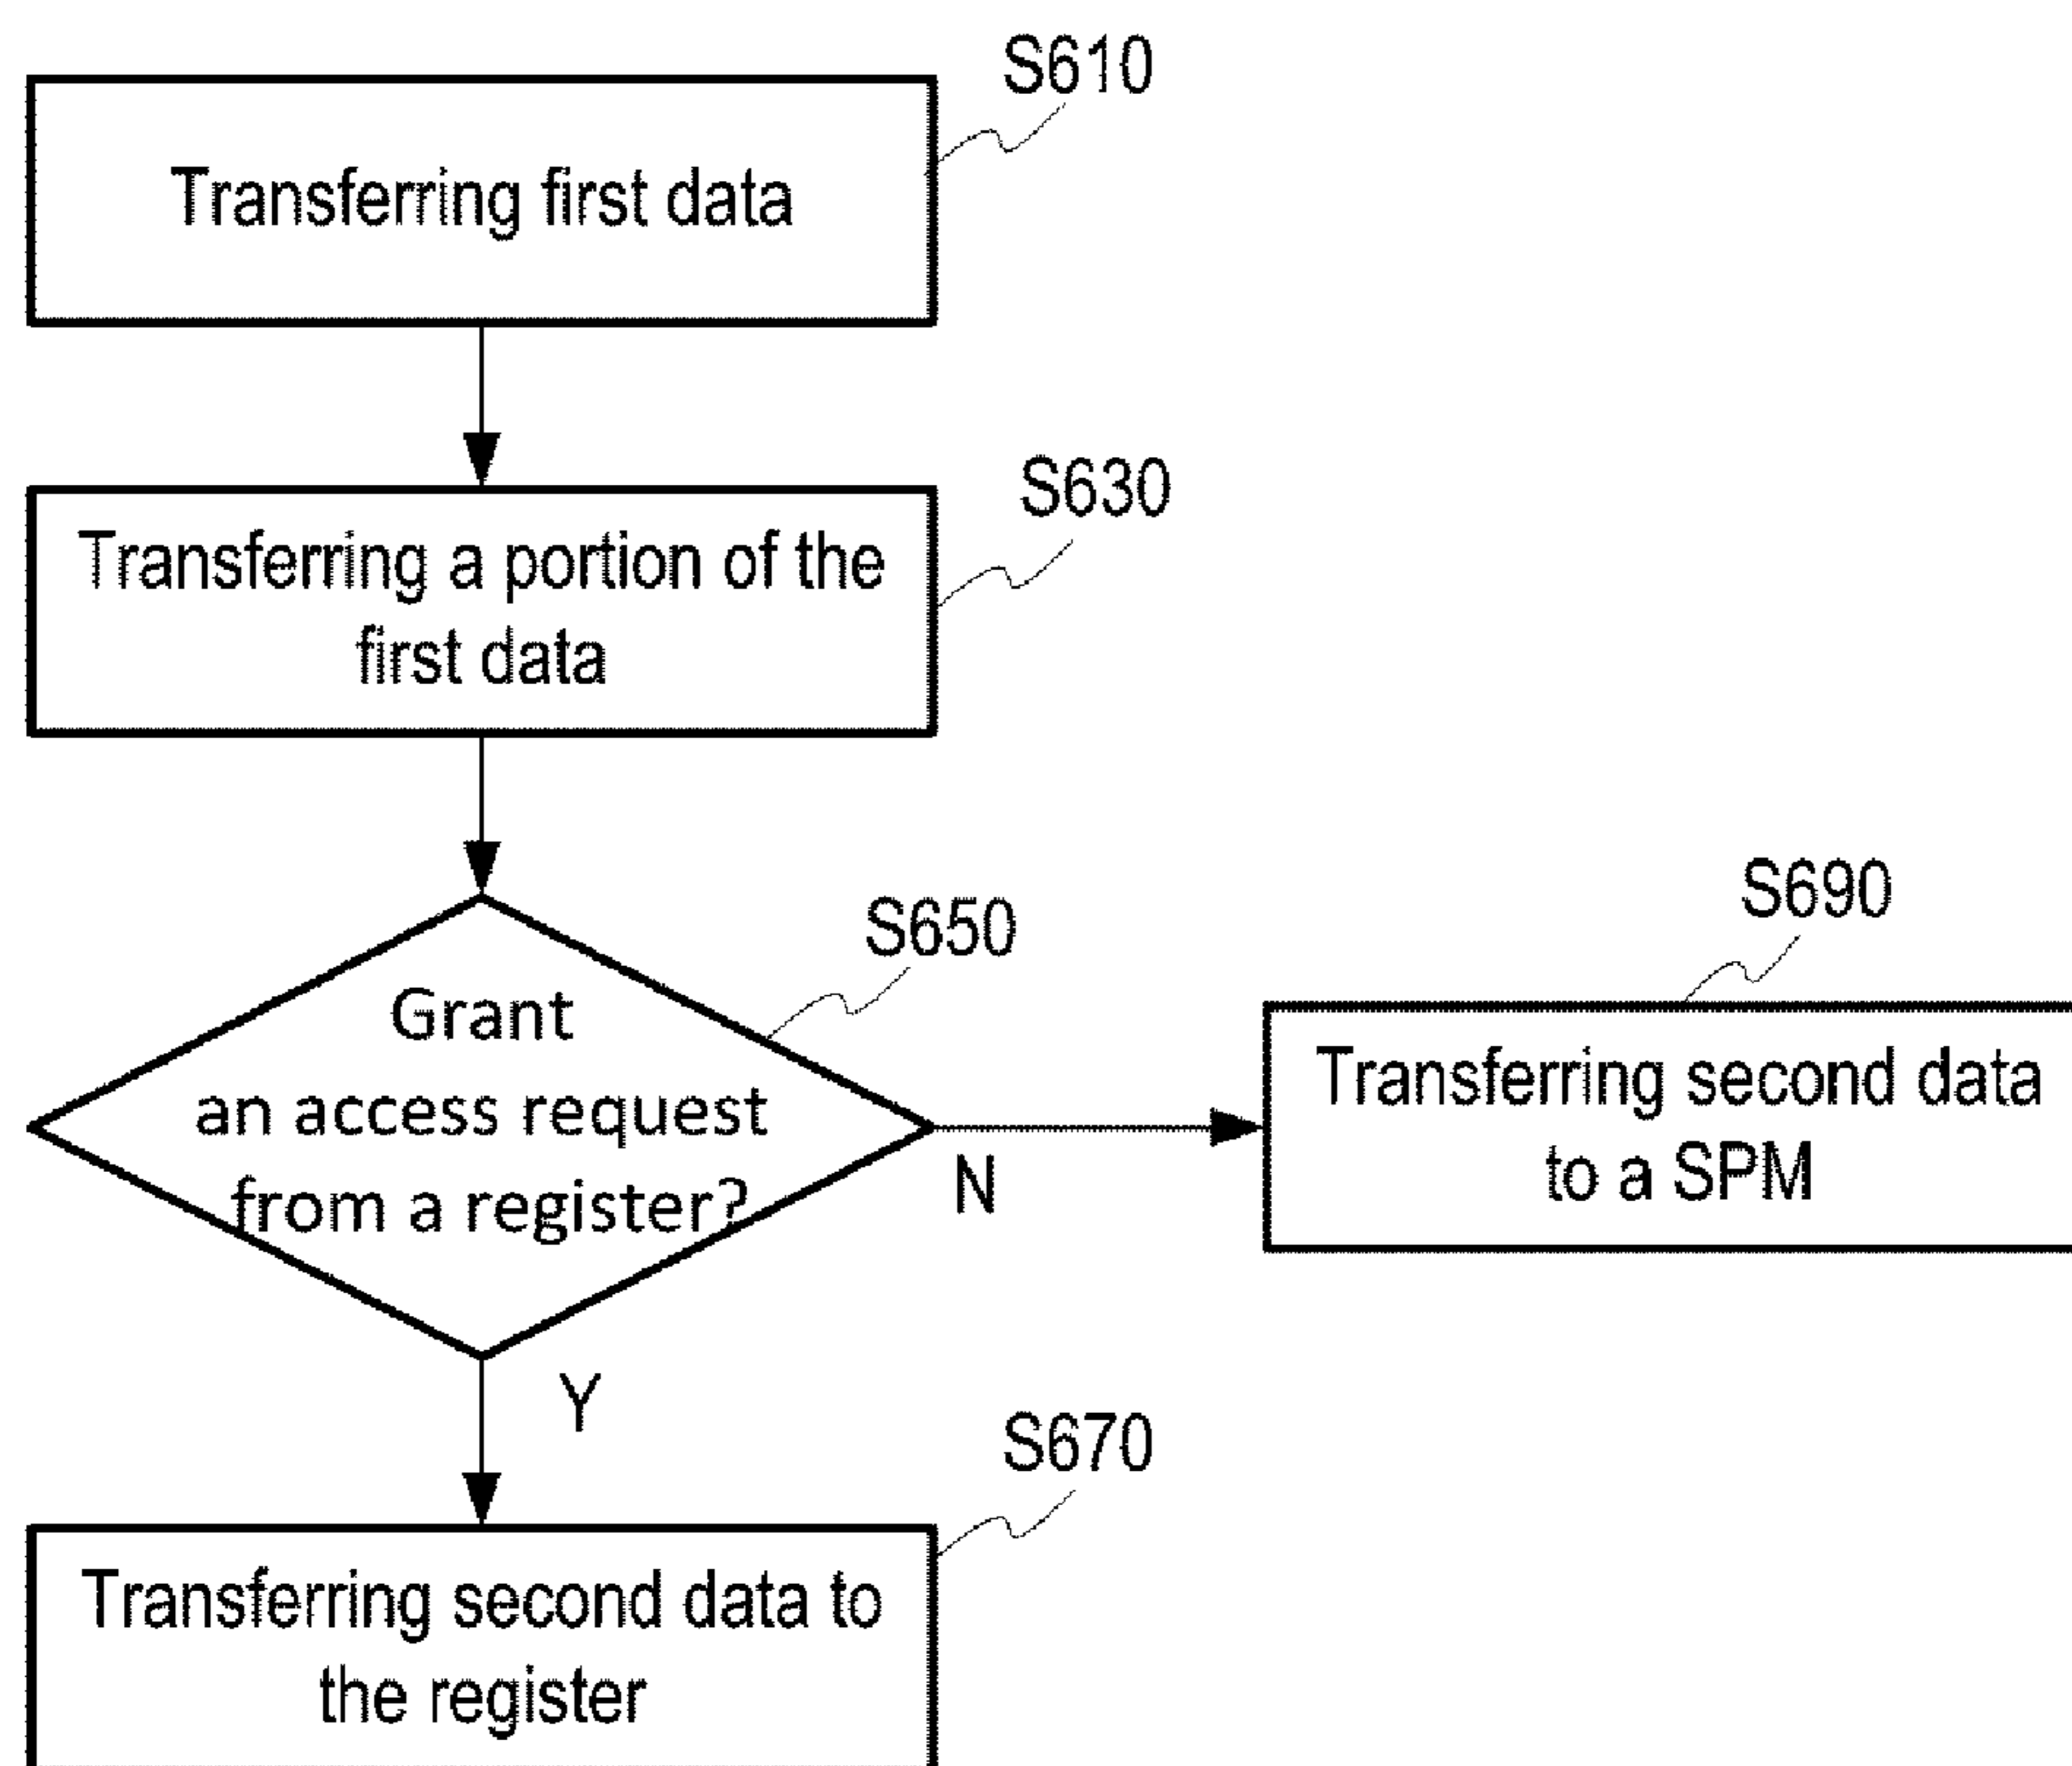 S610
Transferring first data
S630
Transferring a portion of the
first data
S650
Grant
an access request
from a register?
N
S690
Transferring second data
to a SPM
Y
S670
Transferring second data to
the register